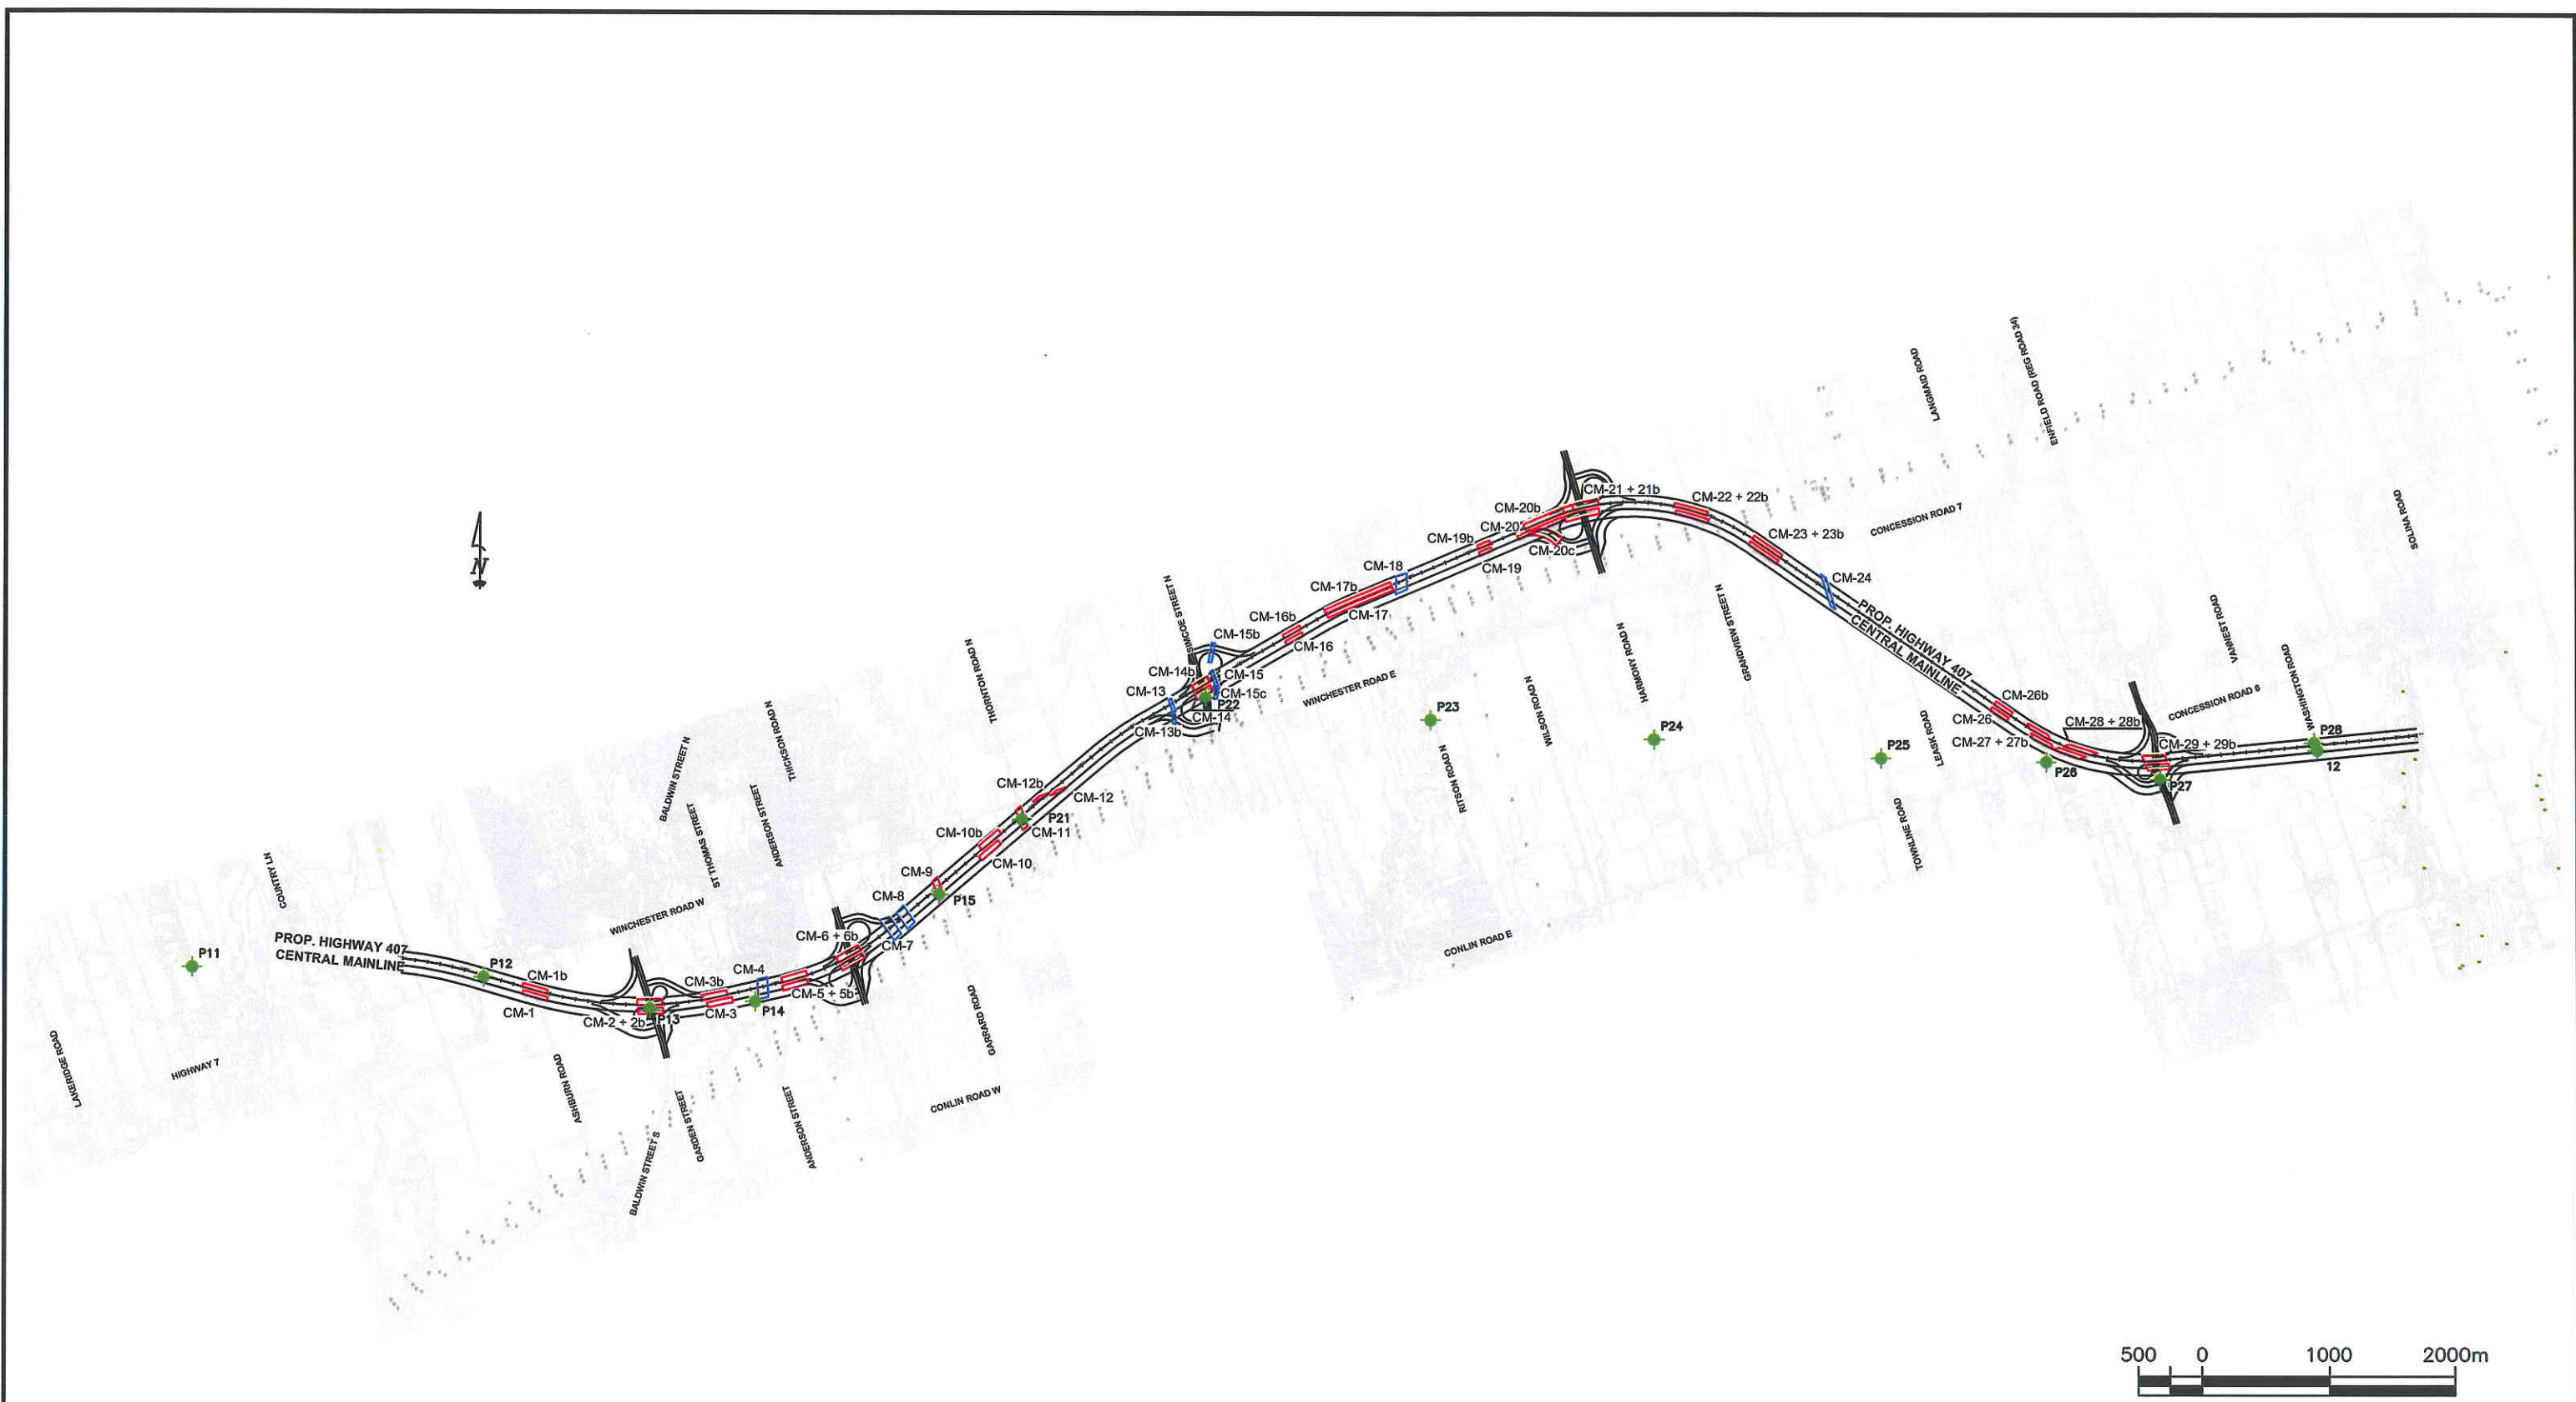 LANGMAID ROAD
ENFIELD ROAD (REG ROAD 34)
N
CM-21 + 21b
CM-20b
CM-22 + 22b
CM-20
CM-20c
CM-19b
CM-19
CM-23 + 23b
CONCESSION ROAD 7
SOLINA ROAD
CM-18
CM-17b
CM-17
CM-24
SIMCOE STREET N
GRANDVIEW STREET N
CM-16b
CM-16
CM-15b
CM-15
CM-15c
CM-14b
CM-14
CM-13
CM-13b
P22
PROP. HIGHWAY 407
CENTRAL MAINLINE
VANNEST ROAD
WASHINGTON ROAD
HARMONY ROAD N
THORNTON ROAD N
WINCHESTER ROAD E
WILSON ROAD N
RITSON ROAD N
P23
P24
P25
LEASK ROAD
CM-26b
CM-26
CM-27 + 27b
CM-28 + 28b
CM-29 + 29b
CONCESSION ROAD 6
P26
P27
P28
12
TOWNLINE ROAD
BALDWIN STREET N
THICKSON ROAD N
ST THOMAS STREET
ANDERSON STREET
CM-12b
CM-12
P21
CM-11
CM-10b
CM-10
CM-9
P15
CM-8
CM-7
CM-6 + 6b
COUNTRY LN
WINCHESTER ROAD W
CONLIN ROAD E
PROP. HIGHWAY 407
CENTRAL MAINLINE
P11
P12
CM-1b
CM-1
CM-2 + 2b
P13
CM-3b
CM-3
CM-4
P14
CM-5 + 5b
GARRARD ROAD
LAKERIDGE ROAD
HIGHWAY 7
ASHBURN ROAD
GARDEN STREET
BALDWIN STREET S
ANDERSON STREET
CONLIN ROAD W
500 0 1000 2000m